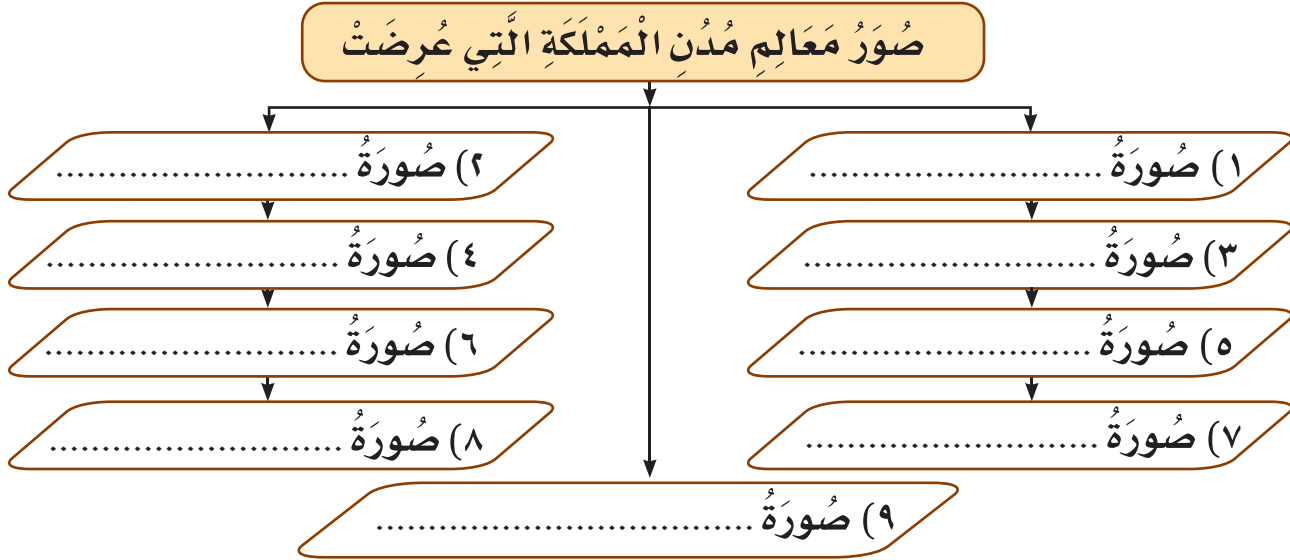 صُوَرُ مَعَالِمِ مُدُنِ الْمَمْلَكَةِ الَّتِي عُرِضَتْ
١) صُورَةُ ............................
٢) صُورَةُ ............................
٣) صُورَةُ ............................
٤) صُورَةُ ............................
٥) صُورَةُ ............................
٦) صُورَةُ ............................
٧) صُورَةُ ............................
٨) صُورَةُ ............................
٩) صُورَةُ ....................................